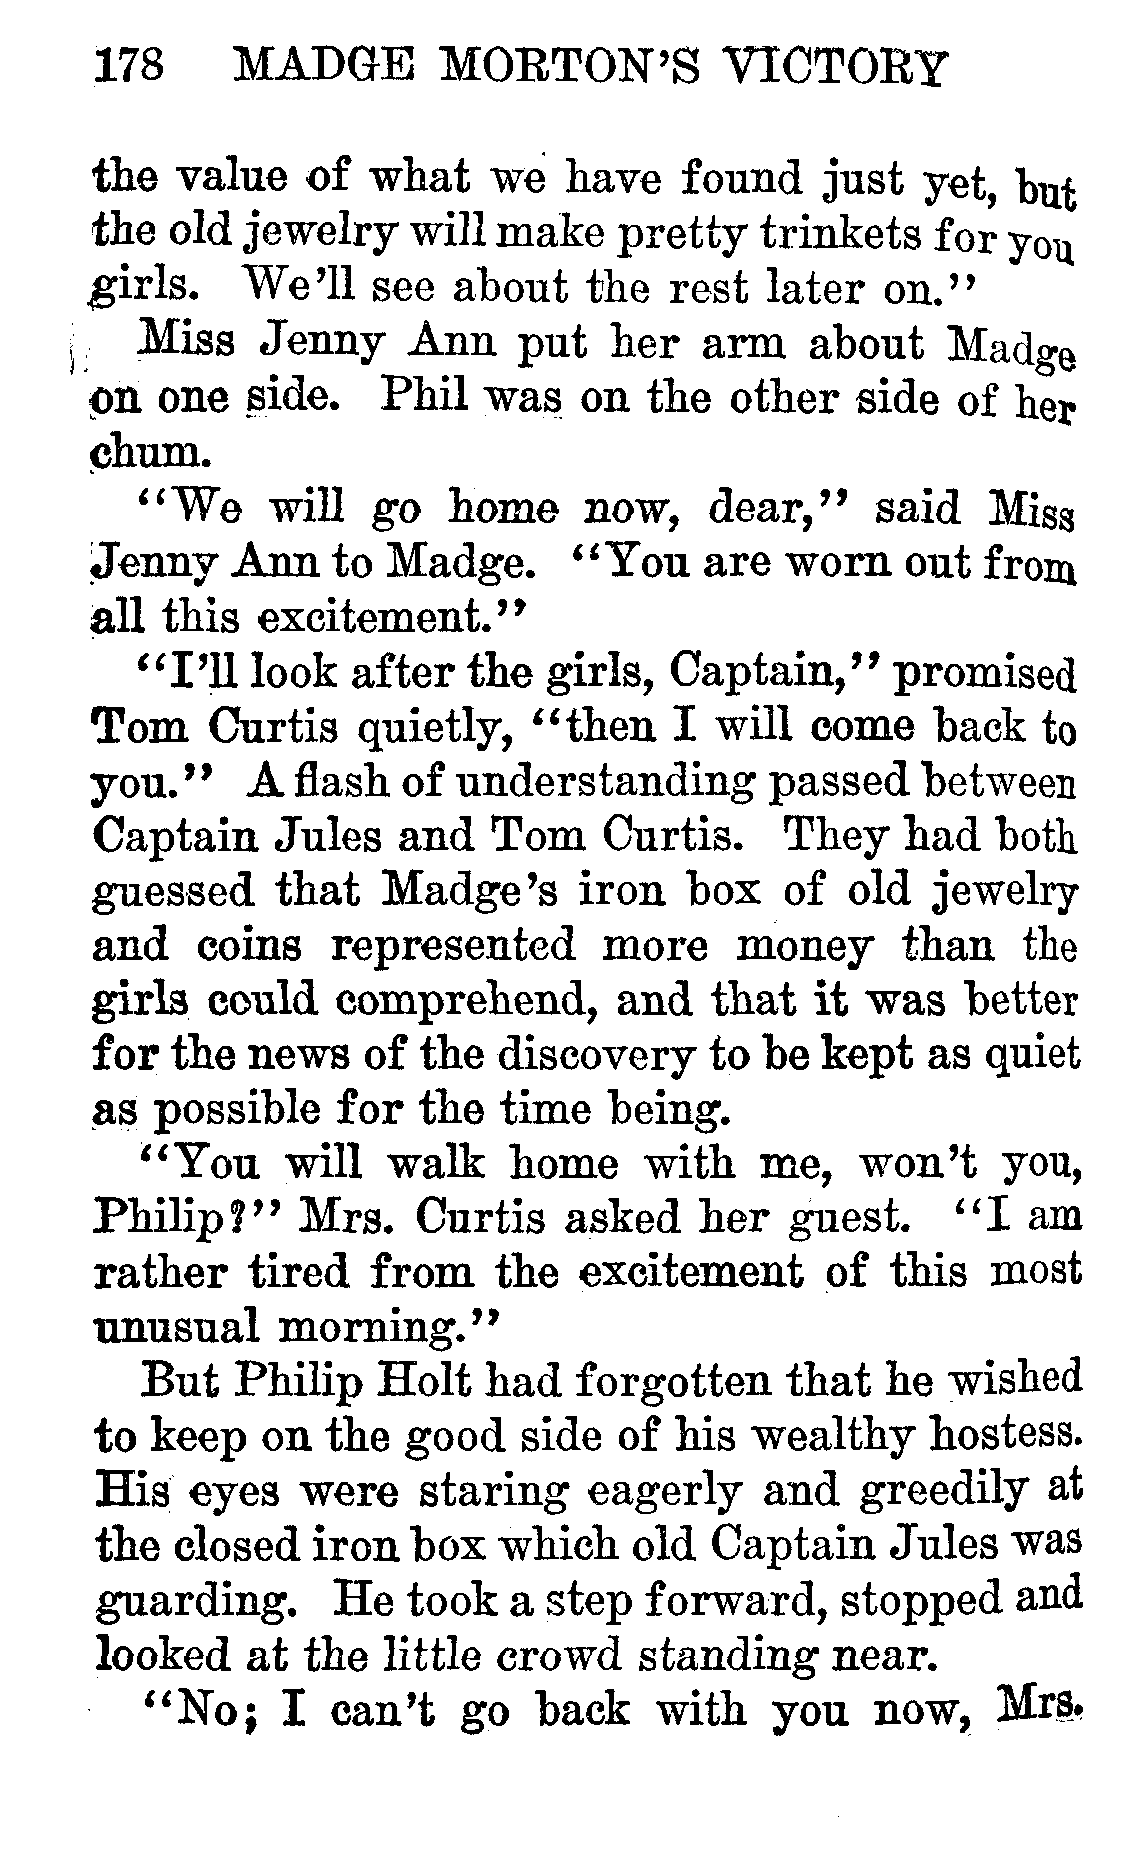 178 MADGE MORTON'S VICTORY
the value of what we have found just yet, but
the old jewelry will make pretty trinkets for you
girls. We'll see about the rest later on."
Miss Jenny Ann put her arm about Madge
on one side. Phil was on the other side of her
chum.
"We will go home now, dear," said Miss
Jenny Ann to Madge. "You are worn out from
all this excitement."
"I'll look after the girls, Captain," promised
Tom Curtis quietly, "then I will come back to
you." A flash of understanding passed between
Captain Jules and Tom Curtis. They had both
guessed that Madge's iron box of old jewelry
and coins represented more money than the
girls could comprehend, and that it was better
for the news of the discovery to be kept as quiet
as possible for the time being.
"You will walk home with me, won't you,
Philip?" Mrs. Curtis asked her guest. "I am
rather tired from the excitement of this most
unusual morning."
But Philip Holt had forgotten that he wished
to keep on the good side of his wealthy hostess.
His eyes were staring eagerly and greedily at
the closed iron box which old Captain Jules was
guarding. He took a step forward, stopped and
looked at the little crowd standing near.
"No; I can't go back with you now, Mrs.